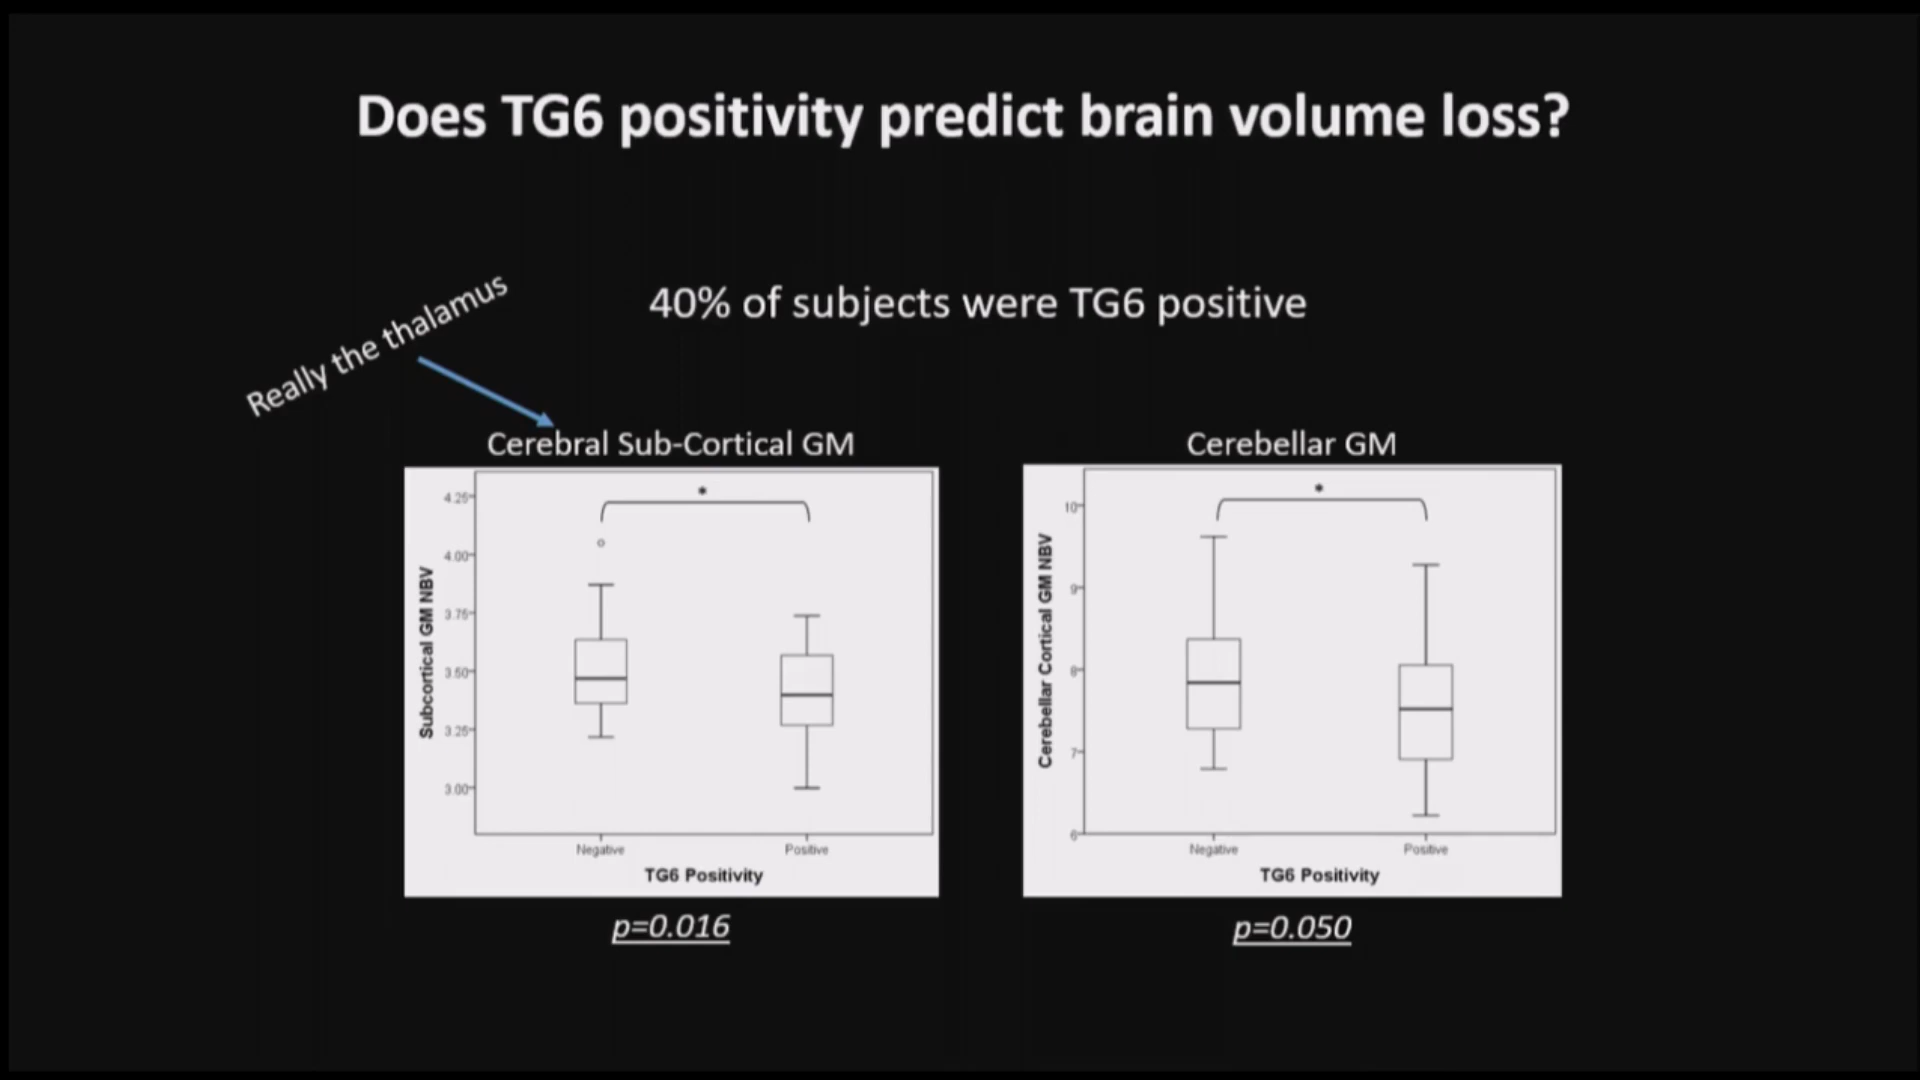 Does TG6 positivity predict brain volume loss?
40% of subjects were TG6 positive
Really the thalamus
Cerebral Sub-Cortical GM
*
Subcortical GM NBV
4.25
4.00
3.75
3.50
3.25
3.00
Negative
Positive
TG6 Positivity
p=0.016
Cerebellar GM
*
Cerebellar Cortical GM NBV
10
9
8
7
6
Negative
Positive
TG6 Positivity
p=0.050